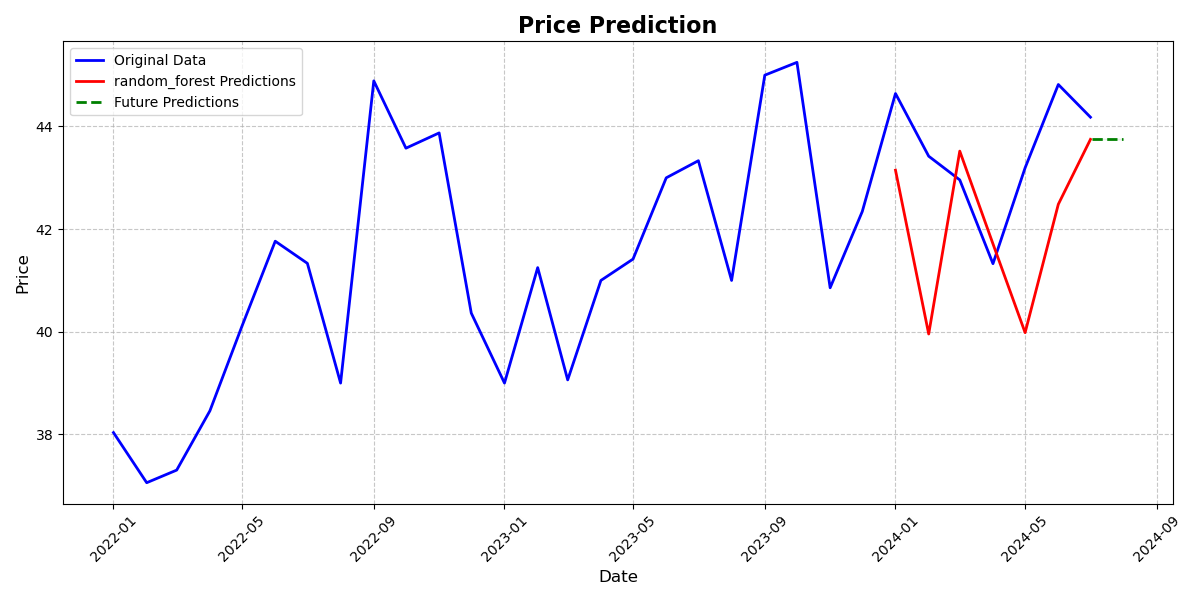 Price Prediction
Original Data
random_forest Predictions
Future Predictions
Price
44
42
40
38
2022-01
2022-05
2022-09
2023-01
2023-05
2023-09
2024-01
2024-05
2024-09
Date